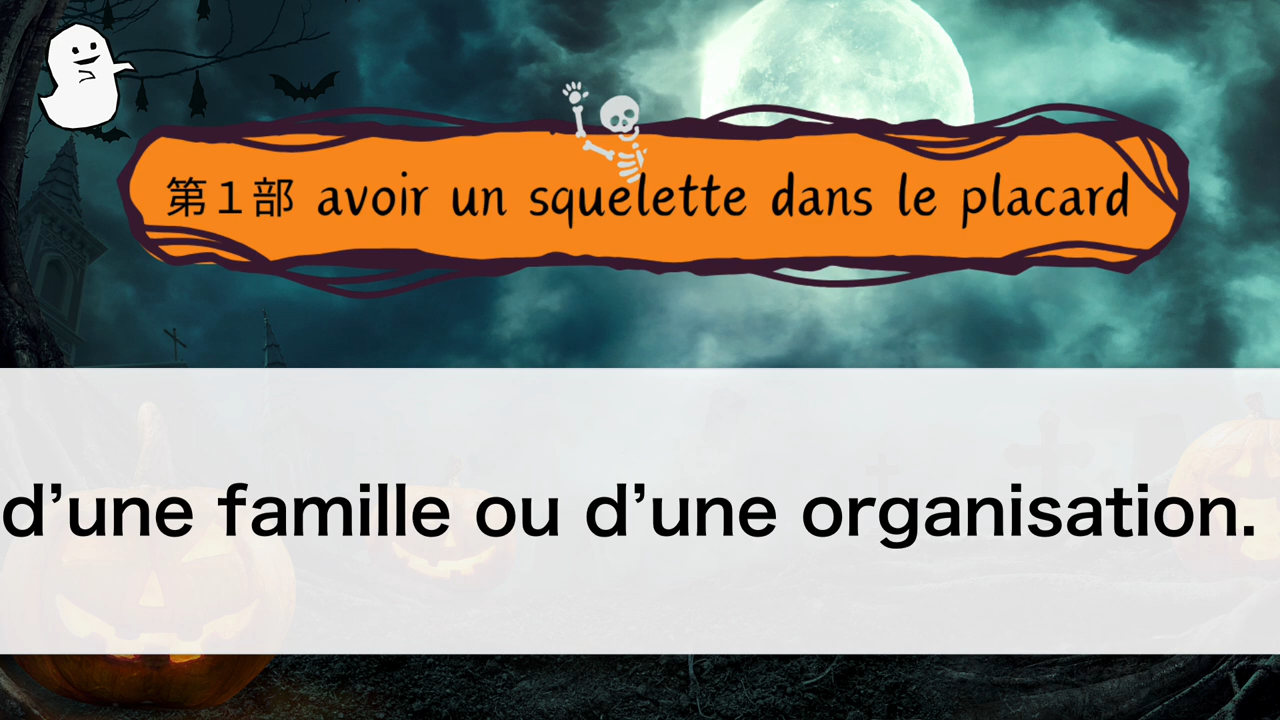 第１部 avoir un squelette dans le placard
d’une famille ou d’une organisation.